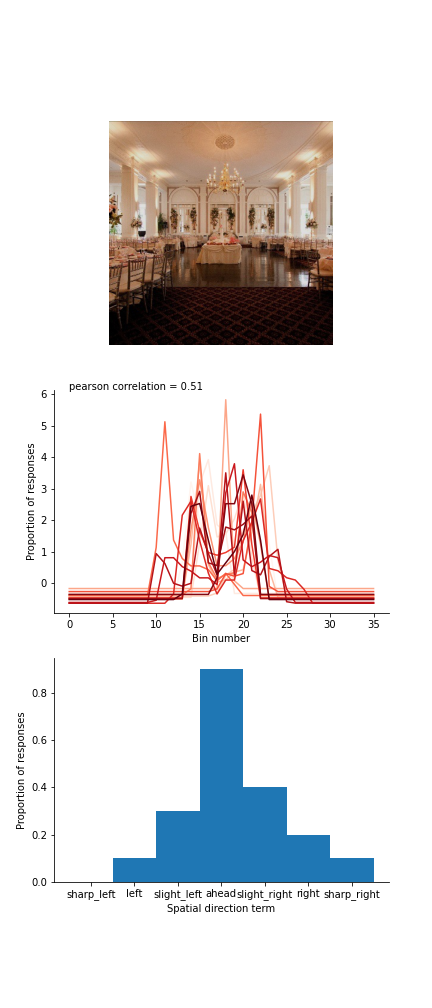 pearson correlation = 0.51
6
5
4
3
2
1
0
Proportion of responses
0 5 10 15 20 25 30 35
Bin number
0.8
0.6
0.4
0.2
0.0
Proportion of responses
sharp_left left slight_left ahead slight_right right sharp_right
Spatial direction term